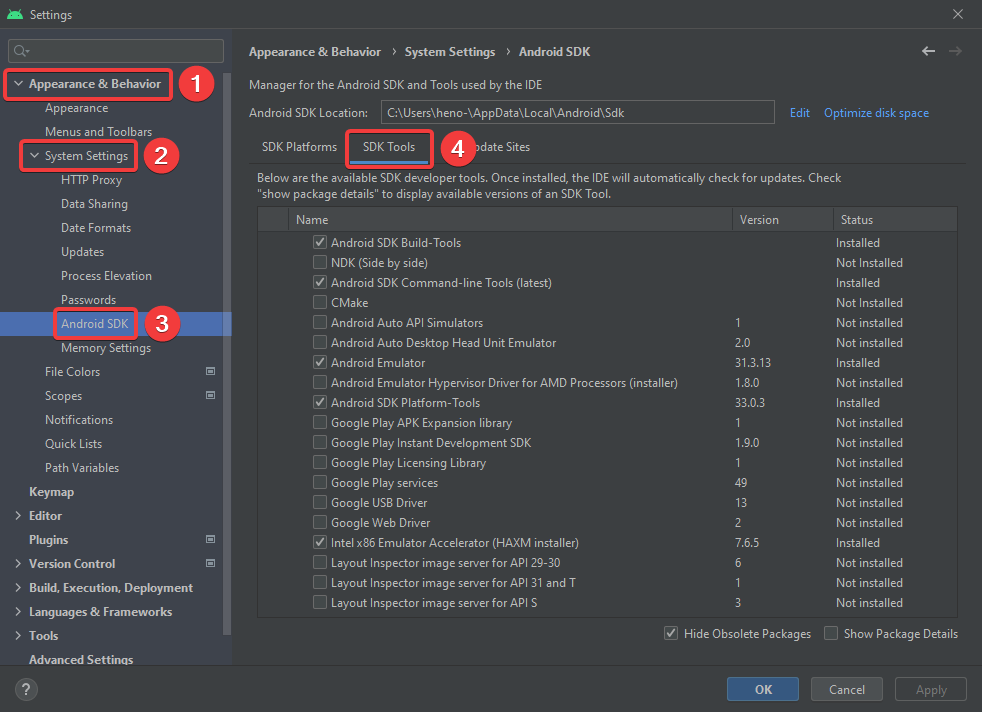 Settings
Appearance & Behavior 1
Appearance
Menus and Toolbars
System Settings 2
HTTP Proxy
Data Sharing
Date Formats
Updates
Process Elevation
Passwords
Android SDK 3
Memory Settings
File Colors
Scopes
Notifications
Quick Lists
Path Variables
Keymap
Editor
Plugins
Version Control
Build, Execution, Deployment
Languages & Frameworks
Tools
Advanced Settings
Appearance & Behavior › System Settings › Android SDK
Manager for the Android SDK and Tools used by the IDE
Android SDK Location: C:\Users\heno-\AppData\Local\Android\Sdk Edit Optimize disk space
SDK Platforms SDK Tools 4 pdate Sites
Below are the available SDK developer tools. Once installed, the IDE will automatically check for updates. Check
"show package details" to display available versions of an SDK Tool.
Name Version Status
Android SDK Build-Tools Installed
NDK (Side by side) Not Installed
Android SDK Command-line Tools (latest) Installed
CMake Not Installed
Android Auto API Simulators 1 Not installed
Android Auto Desktop Head Unit Emulator 2.0 Not installed
Android Emulator 31.3.13 Installed
Android Emulator Hypervisor Driver for AMD Processors (installer) 1.8.0 Not installed
Android SDK Platform-Tools 33.0.3 Installed
Google Play APK Expansion library 1 Not installed
Google Play Instant Development SDK 1.9.0 Not installed
Google Play Licensing Library 1 Not installed
Google Play services 49 Not installed
Google USB Driver 13 Not installed
Google Web Driver 2 Not installed
Intel x86 Emulator Accelerator (HAXM installer) 7.6.5 Installed
Layout Inspector image server for API 29-30 6 Not installed
Layout Inspector image server for API 31 and T 1 Not installed
Layout Inspector image server for API S 3 Not installed
Hide Obsolete Packages Show Package Details
? OK Cancel Apply